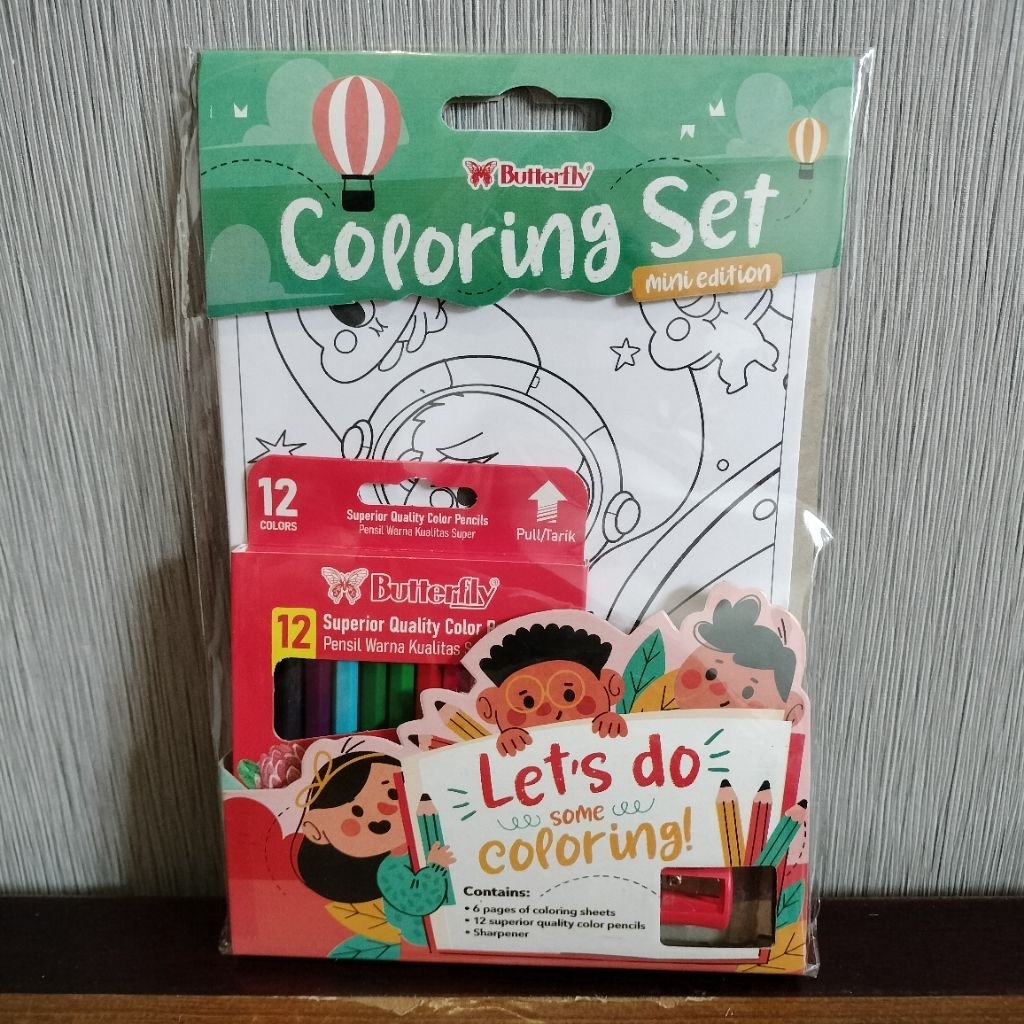 Butterfly
Coloring Set
mini edition
12
COLORS
Superior Quality Color Pencils
Pensil Warna Kualitas Super
Pull/Tarik
Butterfly
12
Superior Quality Color
Pensil Warna Kualitas
Let's do
some
coloring!
Contains:
• 6 pages of coloring sheets
• 12 superior quality color pencils
• Sharpener